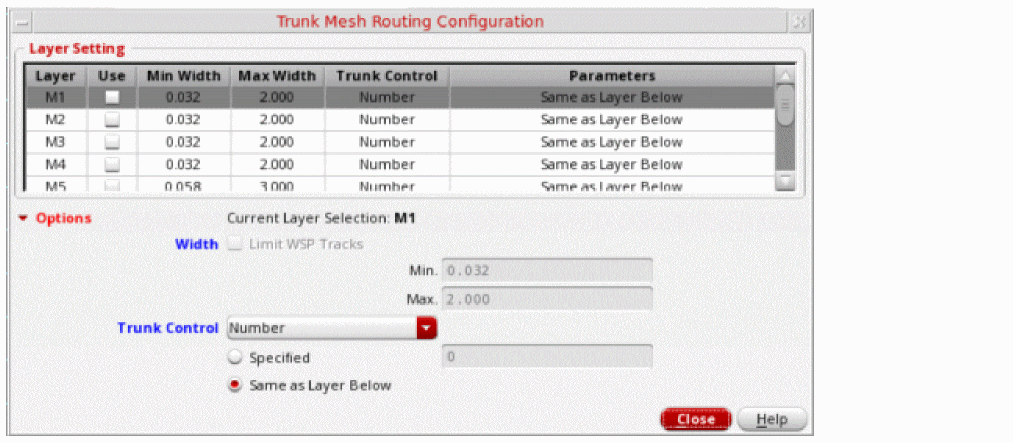 Trunk Mesh Routing Configuration
Layer Setting
Layer Use Min Width Max Width Trunk Control Parameters
M1 0.032 2.000 Number Same as Layer Below
M2 0.032 2.000 Number Same as Layer Below
M3 0.032 2.000 Number Same as Layer Below
M4 0.032 2.000 Number Same as Layer Below
M5 0.058 3.000 Number Same as Layer Below
Options Current Layer Selection: M1
Width Limit WSP Tracks
Min. 0.032
Max. 2.000
Trunk Control Number
Specified 0
Same as Layer Below
Close Help